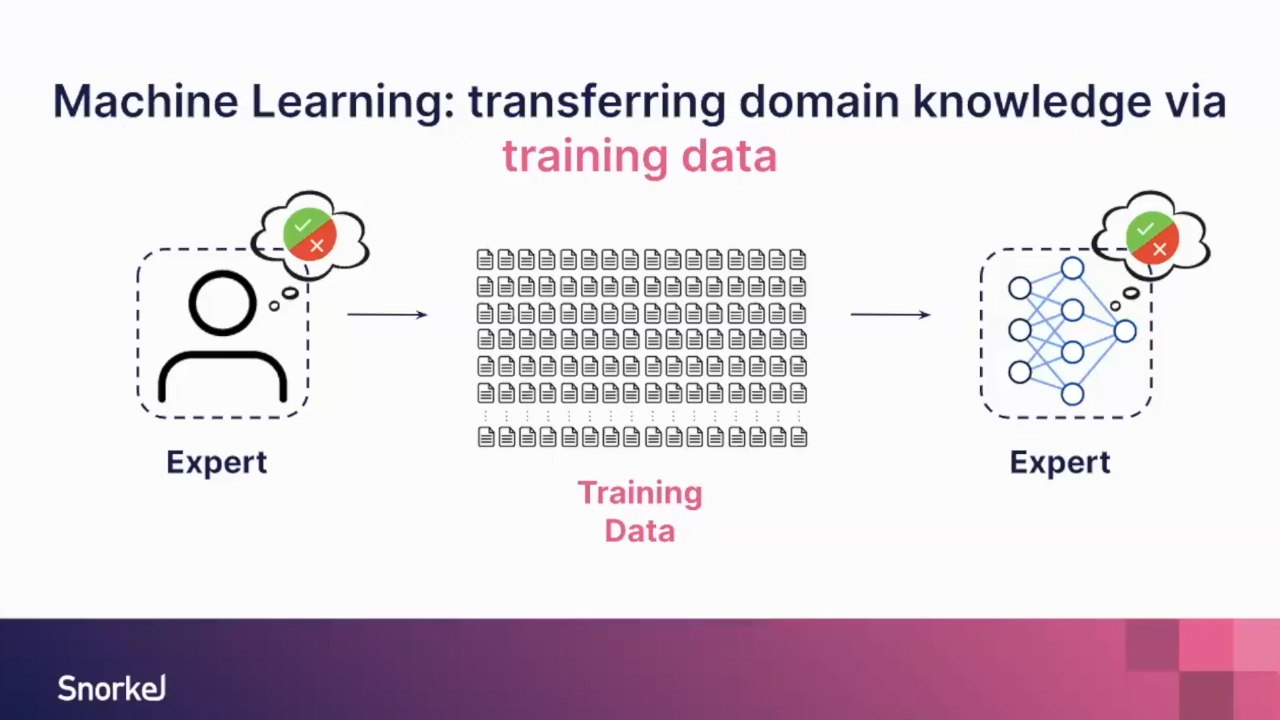 Machine Learning: transferring domain knowledge via
training data
Expert
Training
Data
Expert
Snorkel